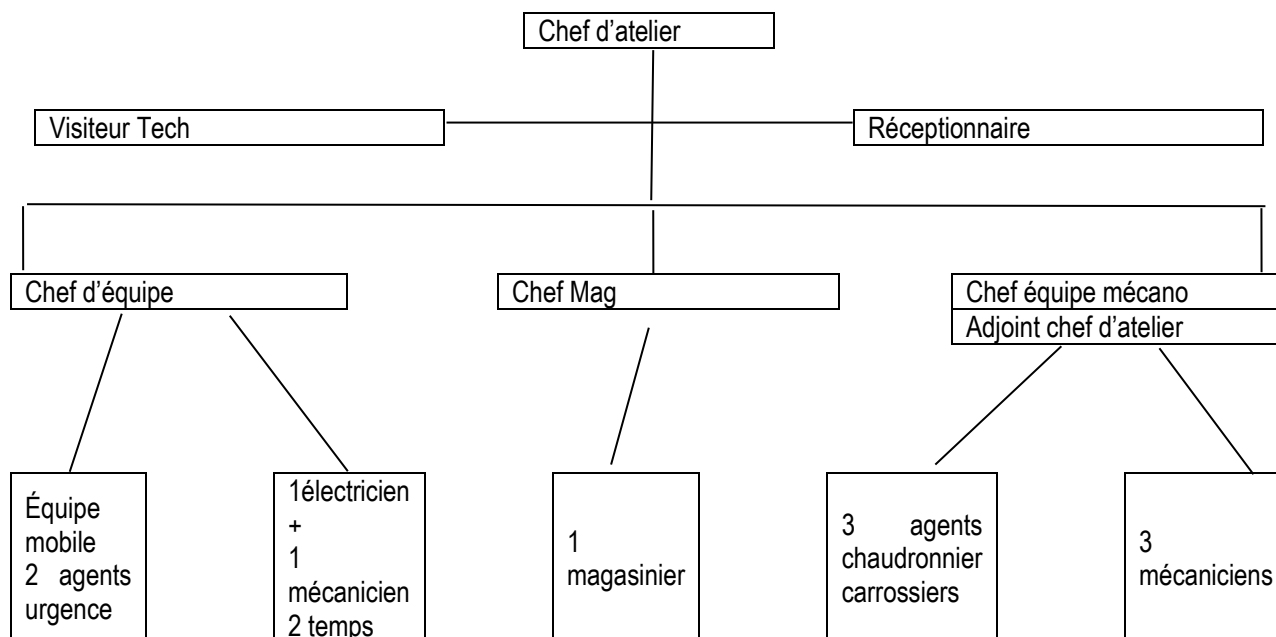 Chef d’atelier
Visiteur Tech
Réceptionnaire
Chef d’équipe
Chef Mag
Chef équipe mécano
Adjoint chef d’atelier
Équipe
mobile
2 agents
urgence
1électricien
+
1
mécanicien
2 temps
1
magasinier
3 agents
chaudronnier
carrossiers
3
mécaniciens